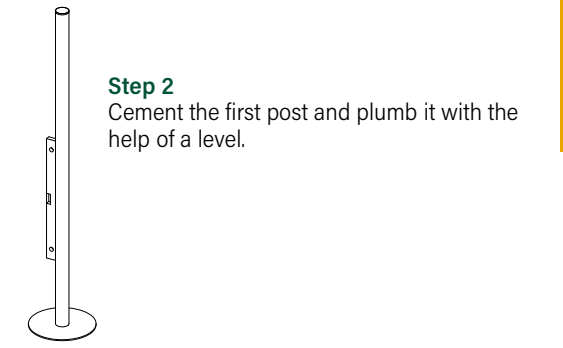 Step 2
Cement the first post and plumb it with the
help of a level.